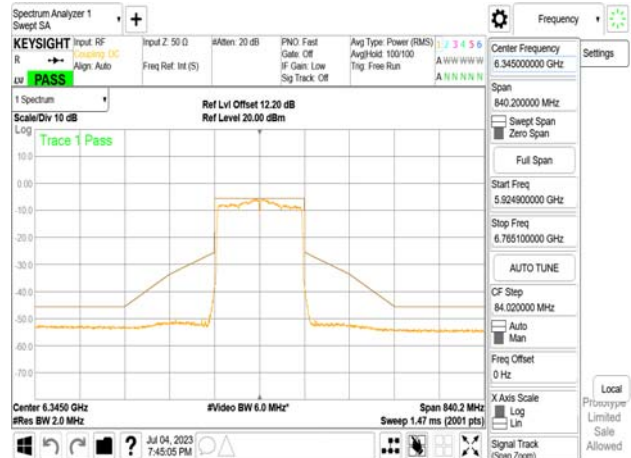 Spectrum Analyzer 1
Swept SA
Frequency
KEYSIGHT
Input: RF
Coupling: DC
Align: Auto
Input Z: 50 Ω
Freq Ref: Int (S)
#Atten: 20 dB
PNO: Fast
Gate: Off
IF Gain: Low
Sig Track: Off
Avg Type: Power (RMS)
Avg|Hold: 100/100
Trig: Free Run
1 2 3 4 5 6
A W W W W W
A N N N N N
R
LVI
PASS
Center Frequency
6.345000000 GHz
Settings
Span
840.200000 MHz
Swept Span
Zero Span
Full Span
Start Freq
5.924900000 GHz
Stop Freq
6.765100000 GHz
AUTO TUNE
CF Step
84.020000 MHz
Auto
Man
Freq Offset
0 Hz
X Axis Scale
Log
Lin
Signal Track
(Span Zoom)
Local
Prototype
Limited
Sale
Allowed
1 Spectrum
Scale/Div 10 dB
Ref Lvl Offset 12.20 dB
Ref Level 20.00 dBm
Log
Trace 1 Pass
10.0
0.00
-10.0
-20.0
-30.0
-40.0
-50.0
-60.0
-70.0
Center 6.3450 GHz
#Res BW 2.0 MHz
#Video BW 6.0 MHz*
Span 840.2 MHz
Sweep 1.47 ms (2001 pts)
?
Jul 04, 2023
7:45:05 PM